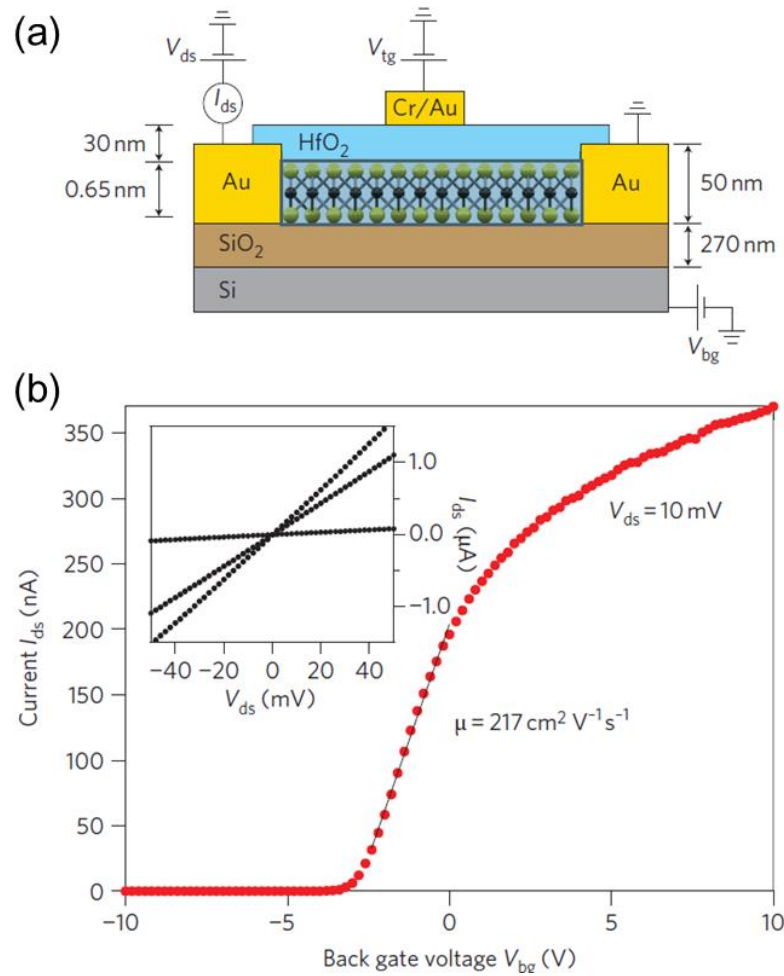 (a)
V_ds
V_tg
I_ds
Cr/Au
30 nm
HfO₂
0.65 nm
Au
Au
50 nm
SiO₂
270 nm
Si
V_bg
(b)
350
300
250
200
150
100
50
0
Current I_ds (nA)
1.0
0.0
−1.0
I_ds (μA)
−40 −20 0 20 40
V_ds (mV)
V_ds = 10 mV
μ = 217 cm² V⁻¹ s⁻¹
−10 −5 0 5 10
Back gate voltage V_bg (V)